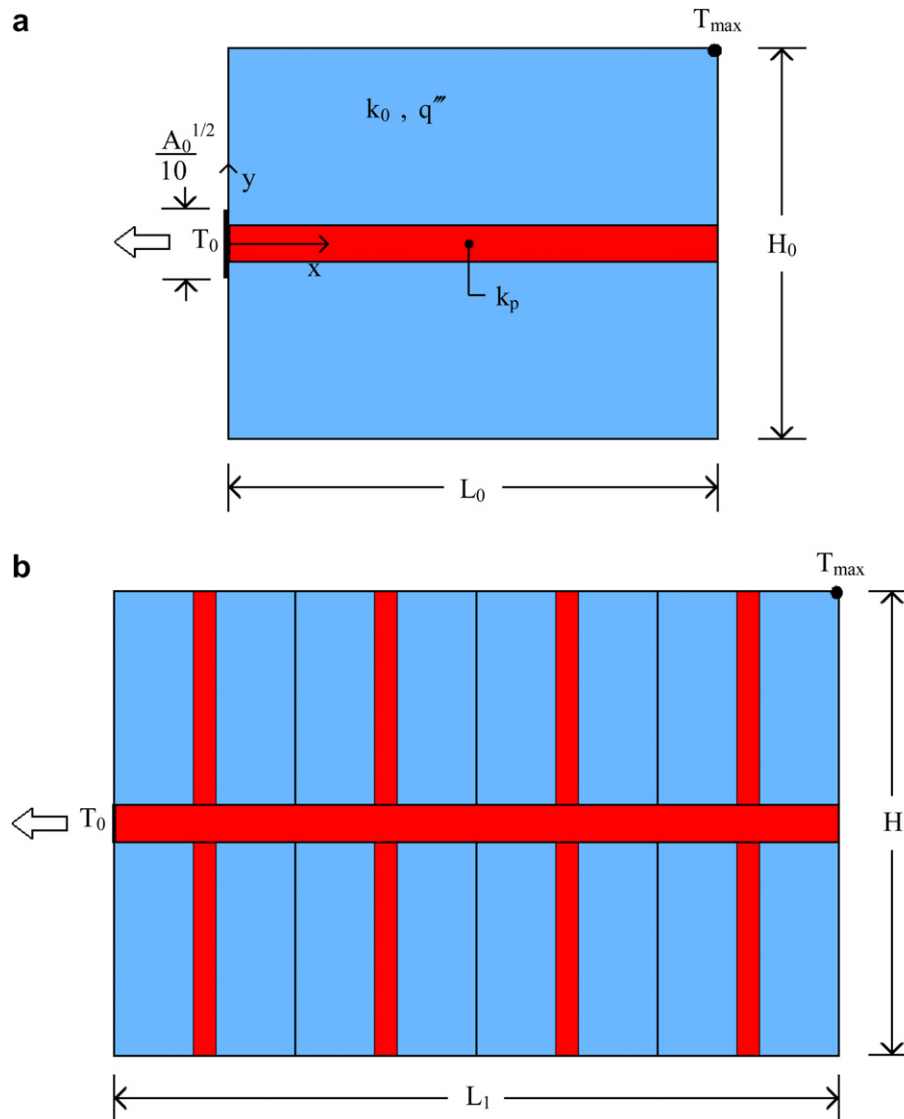 a
T_max
k_0 , q‴
A_0^{1/2}
10
y
T_0
x
H_0
k_p
L_0
b
T_max
T_0
H
L_1